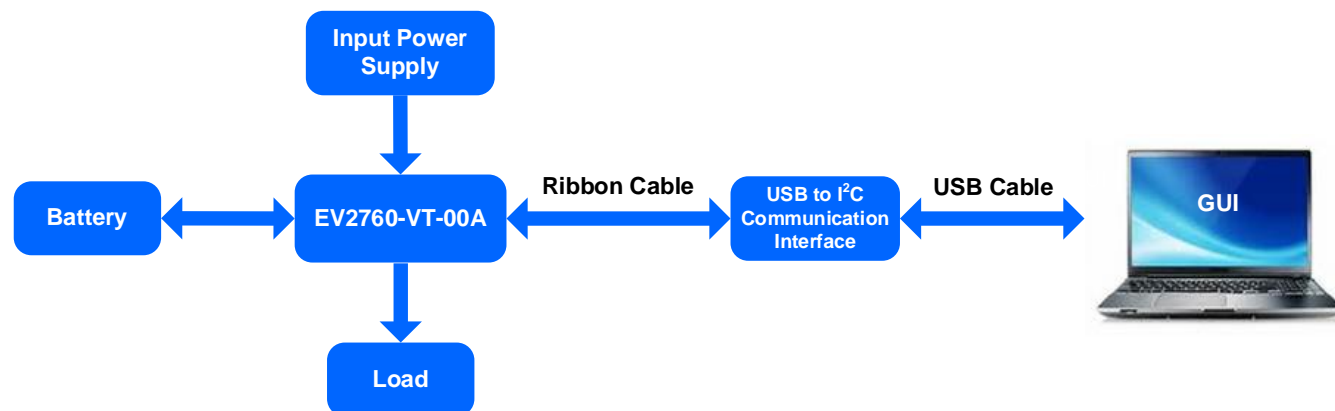 Input Power
Supply
Battery
EV2760-VT-00A
Ribbon Cable
USB to I²C
Communication
Interface
USB Cable
GUI
Load